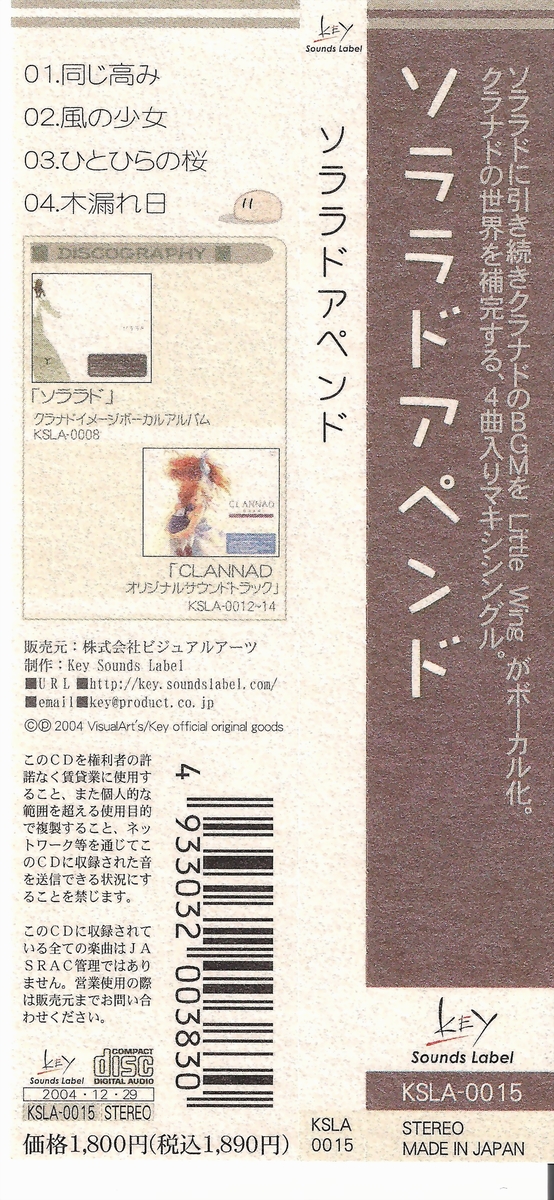 01.同じ高み
02.風の少女
03.ひとひらの桜
04.木漏れ日
DISCOGRAPHY
「ソララド」
クラナドイメージボーカルアルバム
KSLA-0008
CLANNAD
「CLANNAD
オリジナルサウンドトラック」
KSLA-0012~14
販売元：株式会社ビジュアルアーツ
制作：Key Sounds Label
■URL■http://key.soundslabel.com/
■email■key@product.co.jp
©℗ 2004 VisualArt's/Key official original goods
このCDを権利者の許
諾なく賃貸業に使用す
ること、また個人的な
範囲を超える使用目的
で複製すること、ネッ
トワーク等を通じてこ
のCDに収録された音
を送信できる状況にす
ることを禁じます。
このCDに収録されて
いる全ての楽曲はJA
SRAC管理ではあり
ません。営業使用の際
は販売元までお問い合
わせください。
4 933032 003830
Key
Sounds Label
COMPACT
disc
DIGITAL AUDIO
2004・12・29
KSLA-0015 STEREO
価格1,800円(税込1,890円)
Key
Sounds Label
ソララドアペンド
KSLA
0015
ソララドに引き続きクラナドのBGMを Little Wing がボーカル化。
クラナドの世界を補完する、4曲入りマキシシングル。
ソララドアペンド
Key
Sounds Label
KSLA-0015
STEREO
MADE IN JAPAN